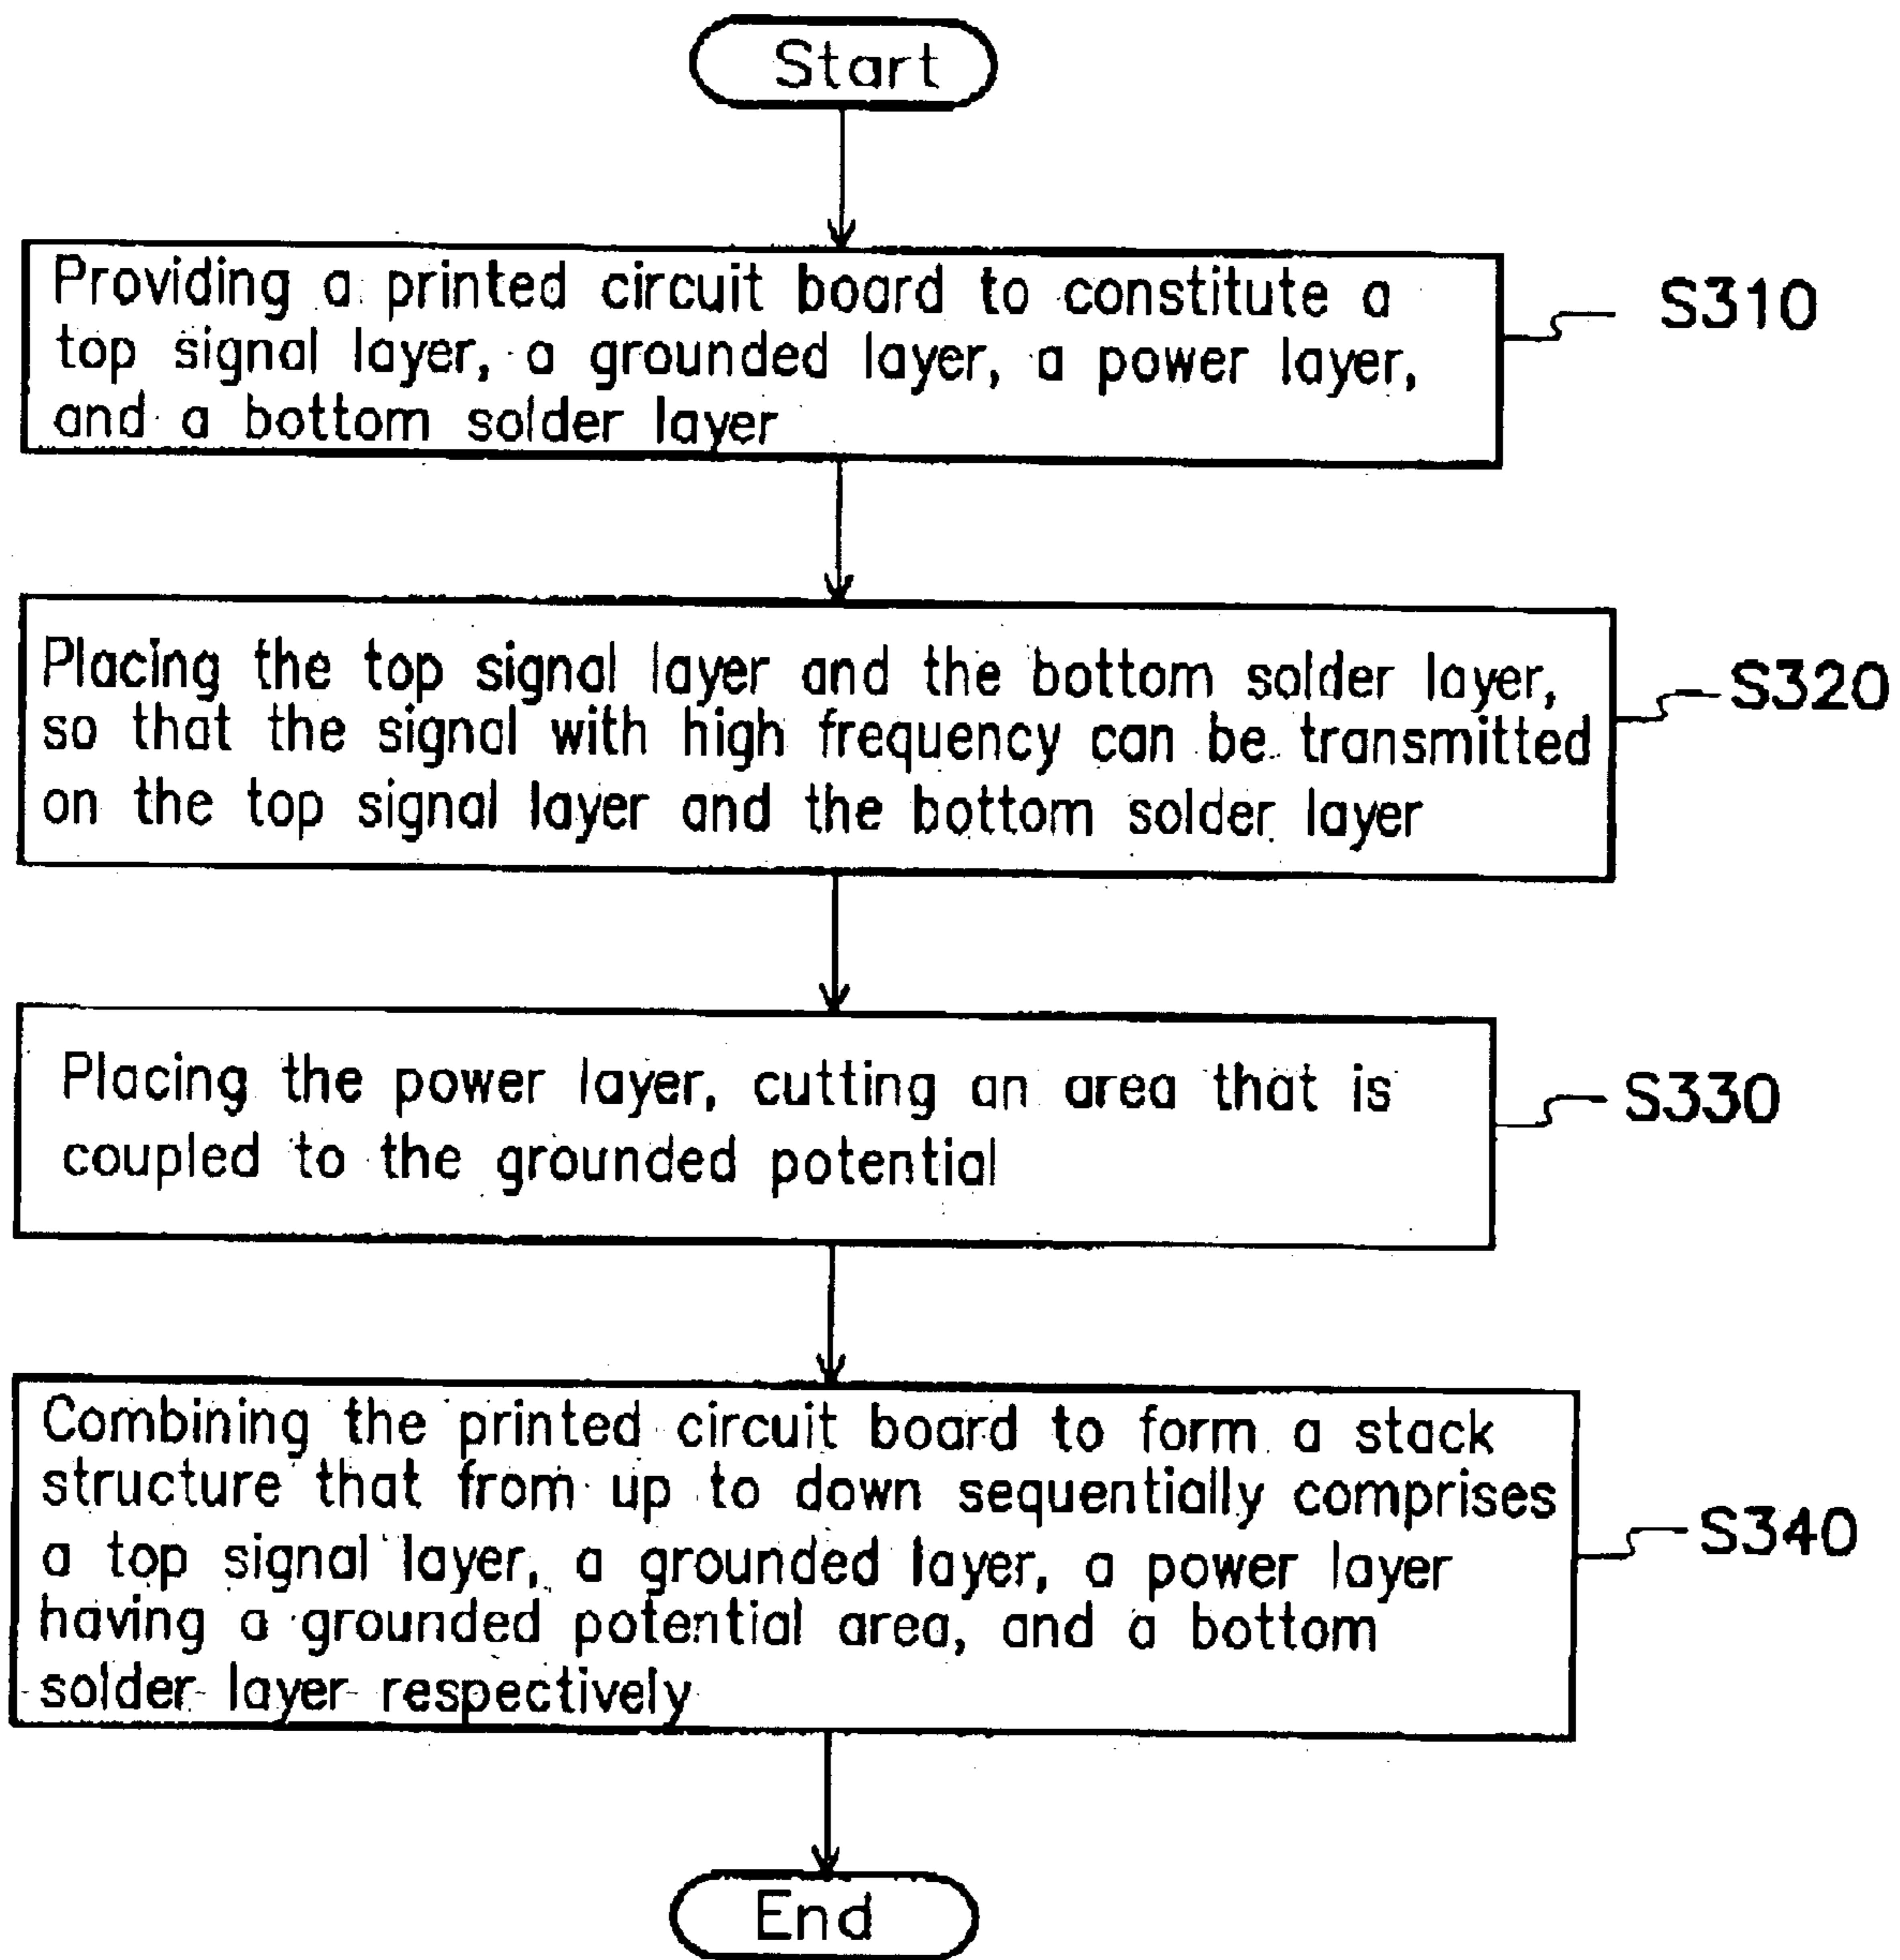 Start
Providing a printed circuit board to constitute a
top signal layer, a grounded layer, a power layer,
and a bottom solder layer
S310
Placing the top signal layer and the bottom solder layer,
so that the signal with high frequency can be transmitted
on the top signal layer and the bottom solder layer
S320
Placing the power layer, cutting an area that is
coupled to the grounded potential
S330
Combining the printed circuit board to form a stack
structure that from up to down sequentially comprises
a top signal layer, a grounded layer, a power layer
having a grounded potential area, and a bottom
solder layer respectively
S340
End